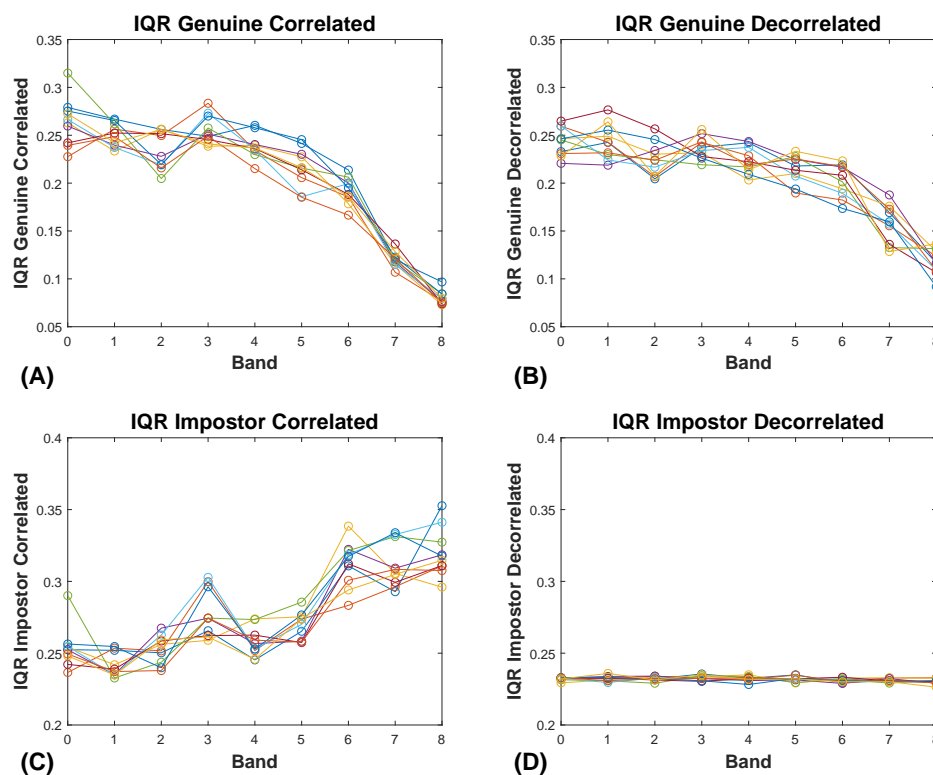 IQR Genuine Correlated
IQR Genuine Correlated
0.35
0.3
0.25
0.2
0.15
0.1
0.05
0 1 2 3 4 5 6 7 8
Band
(A)
IQR Genuine Decorrelated
IQR Genuine Decorrelated
0.35
0.3
0.25
0.2
0.15
0.1
0.05
0 1 2 3 4 5 6 7 8
Band
(B)
IQR Impostor Correlated
IQR Impostor Correlated
0.4
0.35
0.3
0.25
0.2
0 1 2 3 4 5 6 7 8
Band
(C)
IQR Impostor Decorrelated
IQR Impostor Decorrelated
0.4
0.35
0.3
0.25
0.2
0 1 2 3 4 5 6 7 8
Band
(D)